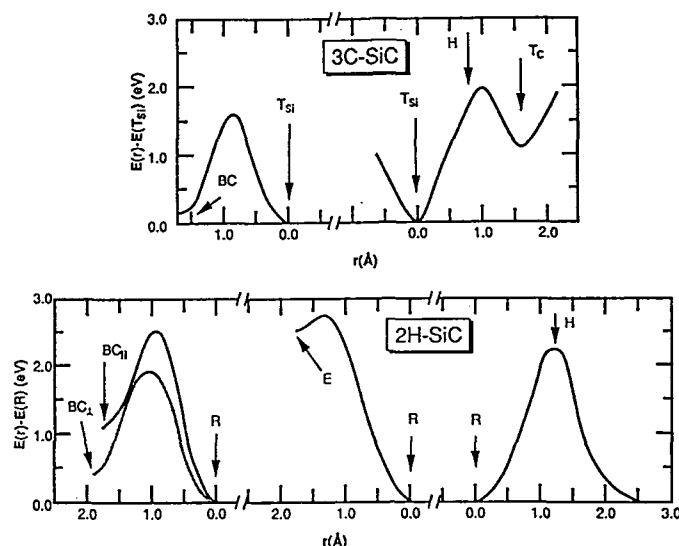 3.0
3C-SiC
H
T_C
2.0
T_Si
T_Si
1.0
BC
0.0
E(r)-E(T_Si) (eV)
1.0 0.0 0.0 1.0 2.0
r(Å)
3.0
2H-SiC
H
BC_||
2.0
E
BC_⊥
R
R
R
1.0
0.0
E(r)-E(R) (eV)
2.0 1.0 0.0 2.0 1.0 0.0 0.0 1.0 2.0 3.0
r(Å)